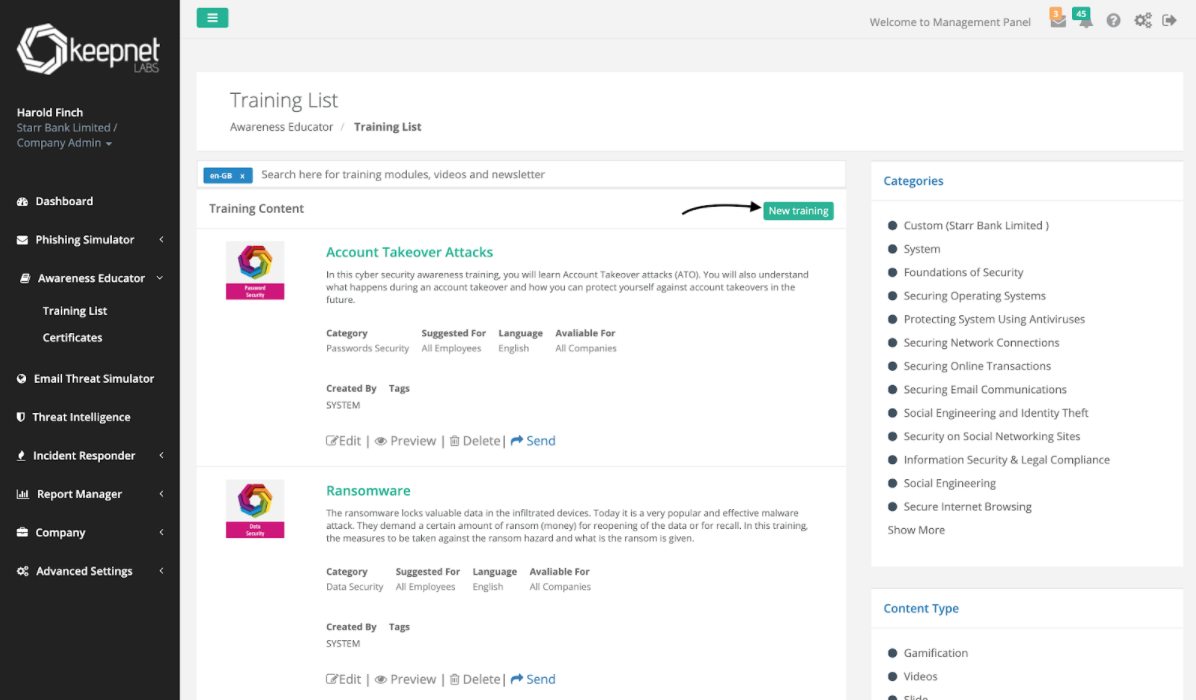 keepnet
LABS
Harold Finch
Starr Bank Limited /
Company Admin
Dashboard
Phishing Simulator
Awareness Educator
Training List
Certificates
Email Threat Simulator
Threat Intelligence
Incident Responder
Report Manager
Company
Advanced Settings
Welcome to Management Panel
3
45
Training List
Awareness Educator / Training List
en-GB x Search here for training modules, videos and newsletter
Training Content
New training
Password
Security
Account Takeover Attacks
In this cyber security awareness training, you will learn Account Takeover attacks (ATO). You will also understand
what happens during an account takeover and how you can protect yourself against account takeovers in the
future.
Category Suggested For Language Avaliable For
Passwords Security All Employees English All Companies
Created By Tags
SYSTEM
Edit | Preview | Delete | Send
Data
Security
Ransomware
The ransomware locks valuable data in the infiltrated devices. Today it is a very popular and effective malware
attack. They demand a certain amount of ransom (money) for reopening of the data or for recall. In this training,
the measures to be taken against the ransom hazard and what is the ransom is given.
Category Suggested For Language Avaliable For
Data Security All Employees English All Companies
Created By Tags
SYSTEM
Edit | Preview | Delete | Send
Categories
Custom (Starr Bank Limited )
System
Foundations of Security
Securing Operating Systems
Protecting System Using Antiviruses
Securing Network Connections
Securing Online Transactions
Securing Email Communications
Social Engineering and Identity Theft
Security on Social Networking Sites
Information Security & Legal Compliance
Social Engineering
Secure Internet Browsing
Show More
Content Type
Gamification
Videos
Slide